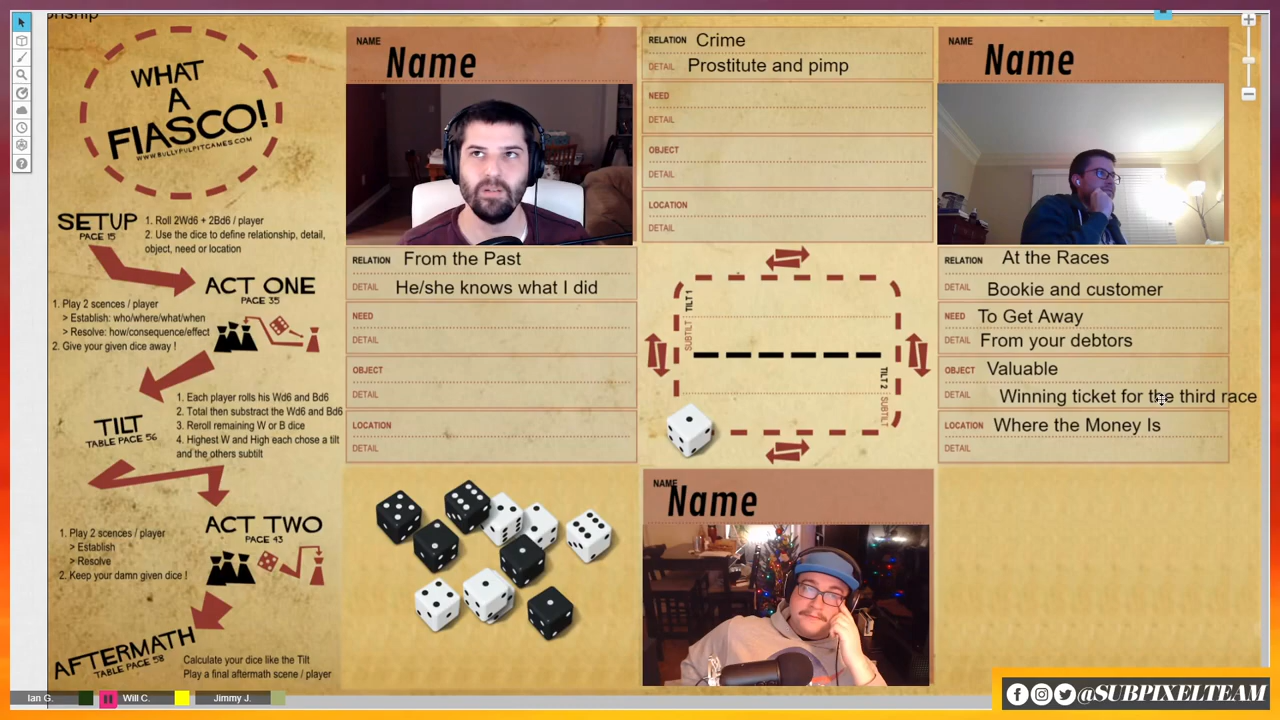 onship
WHAT
A
FIASCO!
WWW.BULLYPULPITGAMES.COM
SETUP
PAGE 15
1. Roll 2Wd6 + 2Bd6 / player
2. Use the dice to define relationship, detail,
object, need or location
ACT ONE
PAGE 35
1. Play 2 scences / player
> Establish: who/where/what/when
> Resolve: how/consequence/effect
2. Give your given dice away !
TILT
TABLE PAGE 56
1. Each player rolls his Wd6 and Bd6
2. Total then substract the Wd6 and Bd6
3. Reroll remaining W or B dice
4. Highest W and High each chose a tilt
and the others subtilt
ACT TWO
PAGE 43
1. Play 2 scences / player
> Establish
> Resolve
2. Keep your damn given dice !
AFTERMATH
TABLE PAGE 58
Calculate your dice like the Tilt
Play a final aftermath scene / player
NAME
Name
RELATION From the Past
DETAIL He/she knows what I did
NEED
DETAIL
OBJECT
DETAIL
LOCATION
DETAIL
RELATION Crime
DETAIL Prostitute and pimp
NEED
DETAIL
OBJECT
DETAIL
LOCATION
DETAIL
TILT 1
SUBTILT
TILT 2
SUBTILT
NAME
Name
NAME
Name
RELATION At the Races
DETAIL Bookie and customer
NEED To Get Away
DETAIL From your debtors
OBJECT Valuable
DETAIL Winning ticket for the third race
LOCATION Where the Money Is
DETAIL
Ian G.
Will C.
Jimmy J.
@SUBPIXELTEAM